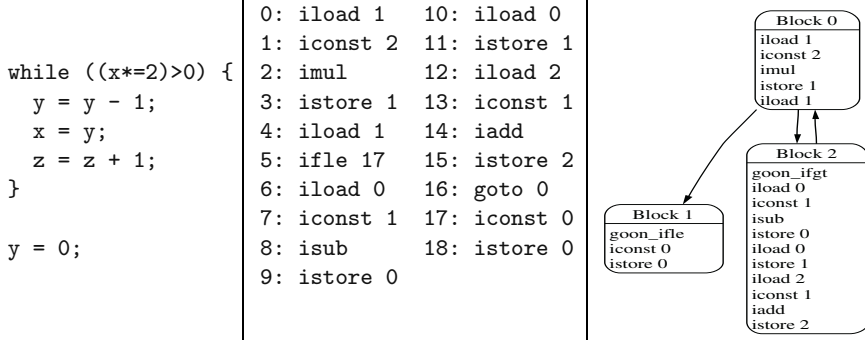 while ((x*=2)>0) {
y = y - 1;
x = y;
z = z + 1;
}
y = 0;
0: iload 1
1: iconst 2
2: imul
3: istore 1
4: iload 1
5: ifle 17
6: iload 0
7: iconst 1
8: isub
9: istore 0
10: iload 0
11: istore 1
12: iload 2
13: iconst 1
14: iadd
15: istore 2
16: goto 0
17: iconst 0
18: istore 0
Block 0
iload 1
iconst 2
imul
istore 1
iload 1
Block 1
goon_ifle
iconst 0
istore 0
Block 2
goon_ifgt
iload 0
iconst 1
isub
istore 0
iload 0
istore 1
iload 2
iconst 1
iadd
istore 2